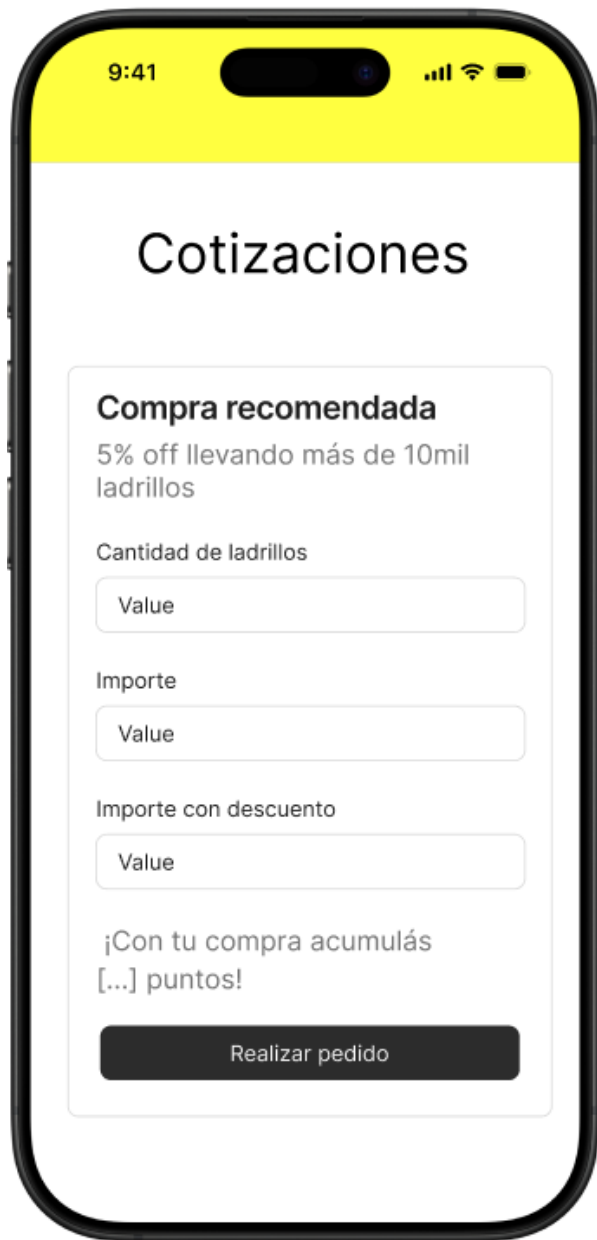 9:41
Cotizaciones
Compra recomendada
5% off llevando más de 10mil
ladrillos
Cantidad de ladrillos
Value
Importe
Value
Importe con descuento
Value
¡Con tu compra acumulás
[...] puntos!
Realizar pedido